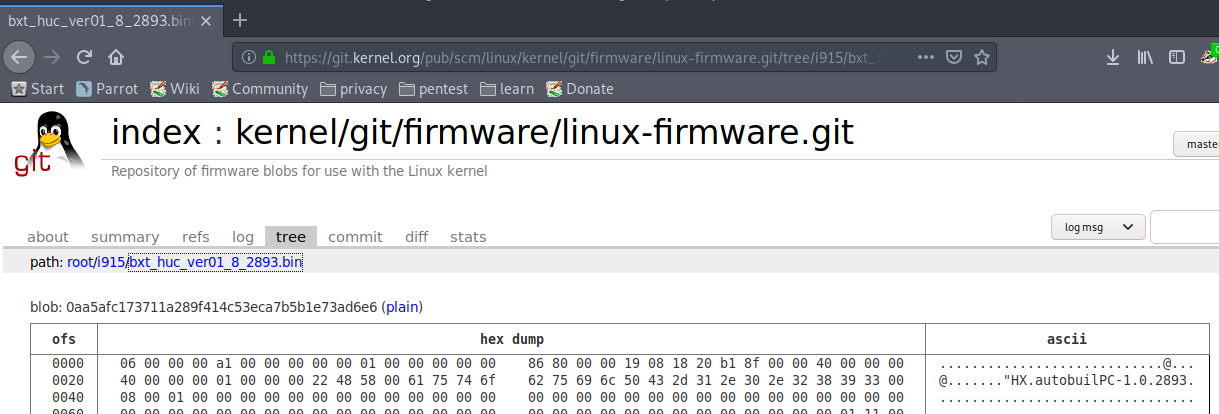 bxt_huc_ver01_8_2893.bin
https://git.kernel.org/pub/scm/linux/kernel/git/firmware/linux-firmware.git/tree/i915/bxt_
Start Parrot Wiki Community privacy pentest learn Donate
git
index : kernel/git/firmware/linux-firmware.git
master
Repository of firmware blobs for use with the Linux kernel
about summary refs log tree commit diff stats
log msg
path: root/i915/bxt_huc_ver01_8_2893.bin
blob: 0aa5afc173711a289f414c53eca7b5b1e73ad6e6 (plain)
ofs hex dump ascii
0000 06 00 00 00 a1 00 00 00 00 00 01 00 00 00 00 00 86 80 00 00 19 08 18 20 b1 8f 00 00 40 00 00 00 ............................@...
0020 40 00 00 00 01 00 00 00 22 48 58 00 61 75 74 6f 62 75 69 6c 50 43 2d 31 2e 30 2e 32 38 39 33 00 @......."HX.autobuilPC-1.0.2893.
0040 08 00 01 00 00 00 00 00 00 00 00 00 00 00 00 00 00 00 00 00 00 00 00 00 00 00 00 00 00 00 00 00 ................................